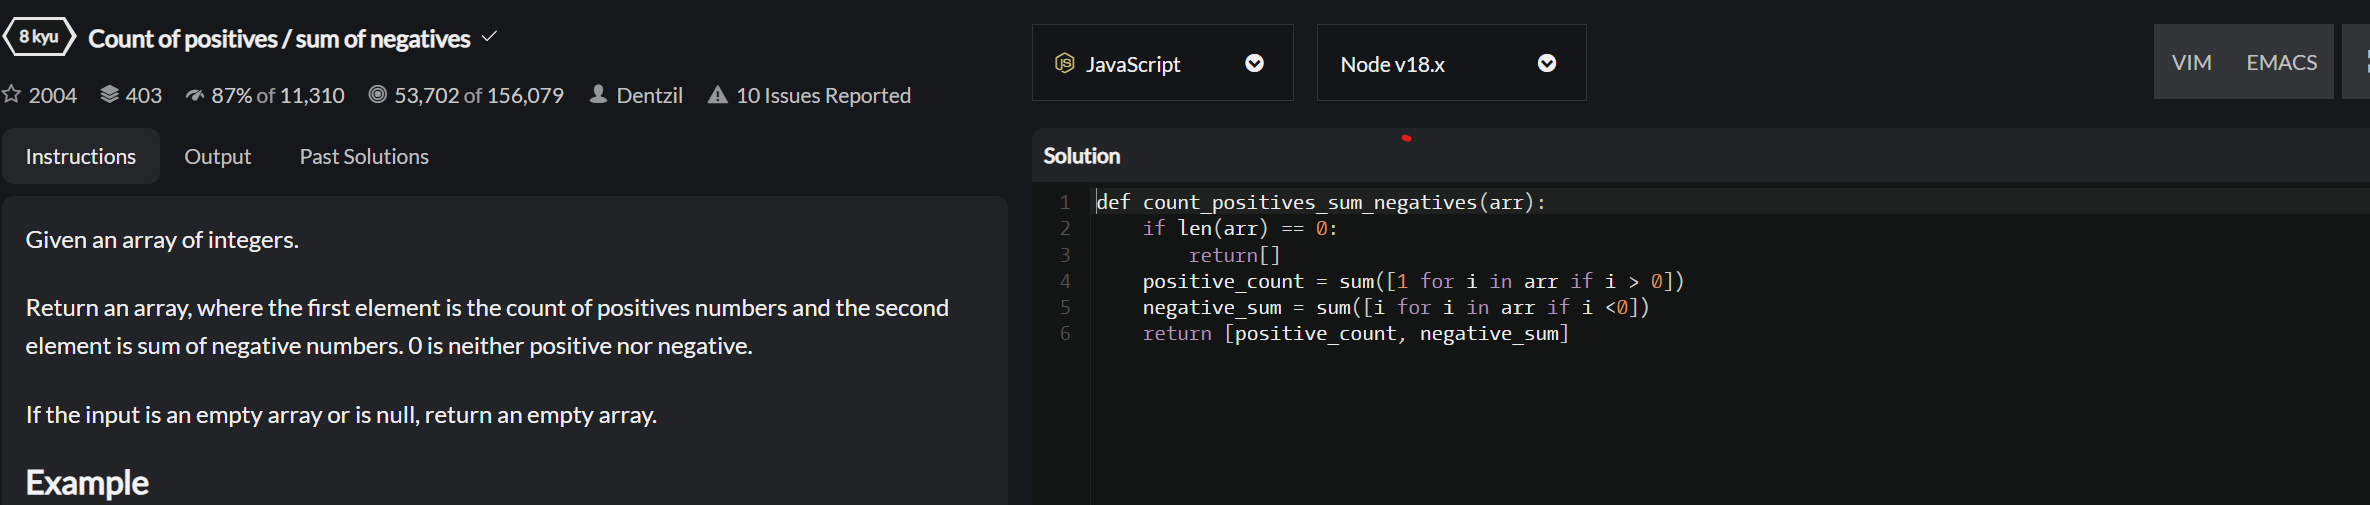 8 kyu Count of positives / sum of negatives
2004 403 87% of 11,310 53,702 of 156,079 Dentzil 10 Issues Reported
Instructions Output Past Solutions
Given an array of integers.
Return an array, where the first element is the count of positives numbers and the second
element is sum of negative numbers. 0 is neither positive nor negative.
If the input is an empty array or is null, return an empty array.
Example
JS JavaScript Node v18.x VIM EMACS
Solution
1 def count_positives_sum_negatives(arr):
2     if len(arr) == 0:
3         return[]
4     positive_count = sum([1 for i in arr if i > 0])
5     negative_sum = sum([i for i in arr if i <0])
6     return [positive_count, negative_sum]